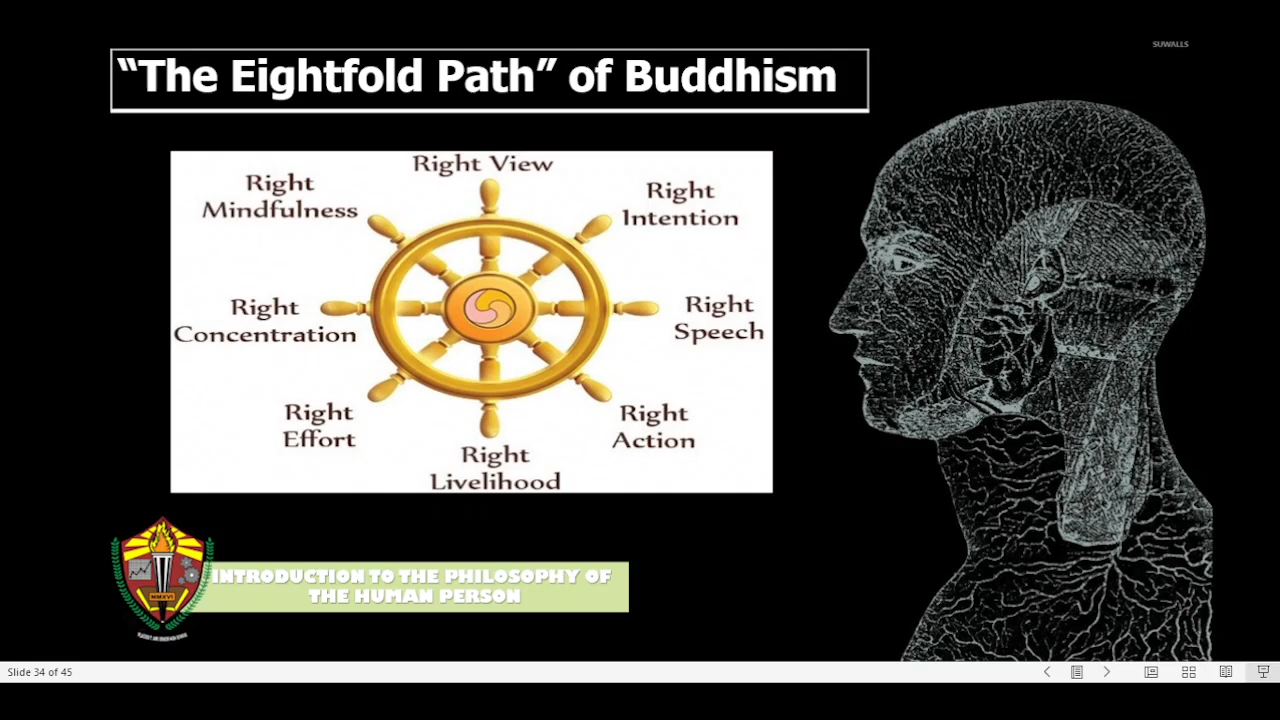 SUWALLS
“The Eightfold Path” of Buddhism
Right View
Right
Mindfulness
Right
Intention
Right
Concentration
Right
Speech
Right
Effort
Right
Action
Right
Livelihood
MMXVI
INTRODUCTION TO THE PHILOSOPHY OF
THE HUMAN PERSON
Slide 34 of 45